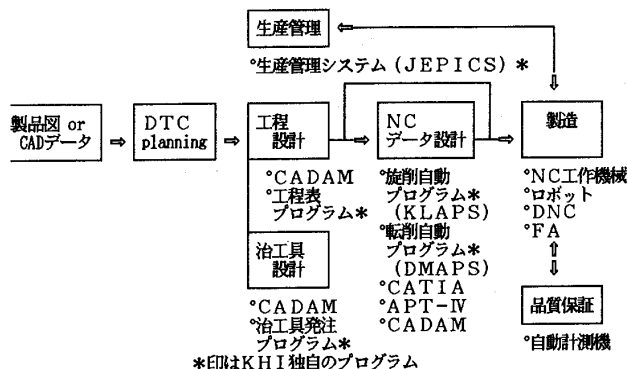 生産管理
°生産管理システム (JEPICS) *
製品図 or
CADデータ
DTC
planning
工程
設計
NC
データ設計
製造
°CADAM
°工程表
プログラム*
治工具
設計
°CADAM
°治工具発注
プログラム*
°旋削自動
プログラム*
(KLAPS)
°転削自動
プログラム*
(DMAPS)
°CATIA
°APT-Ⅳ
°CADAM
°NC工作機械
°ロボット
°DNC
°FA
品質保証
°自動計測機
*印はKHI独自のプログラム